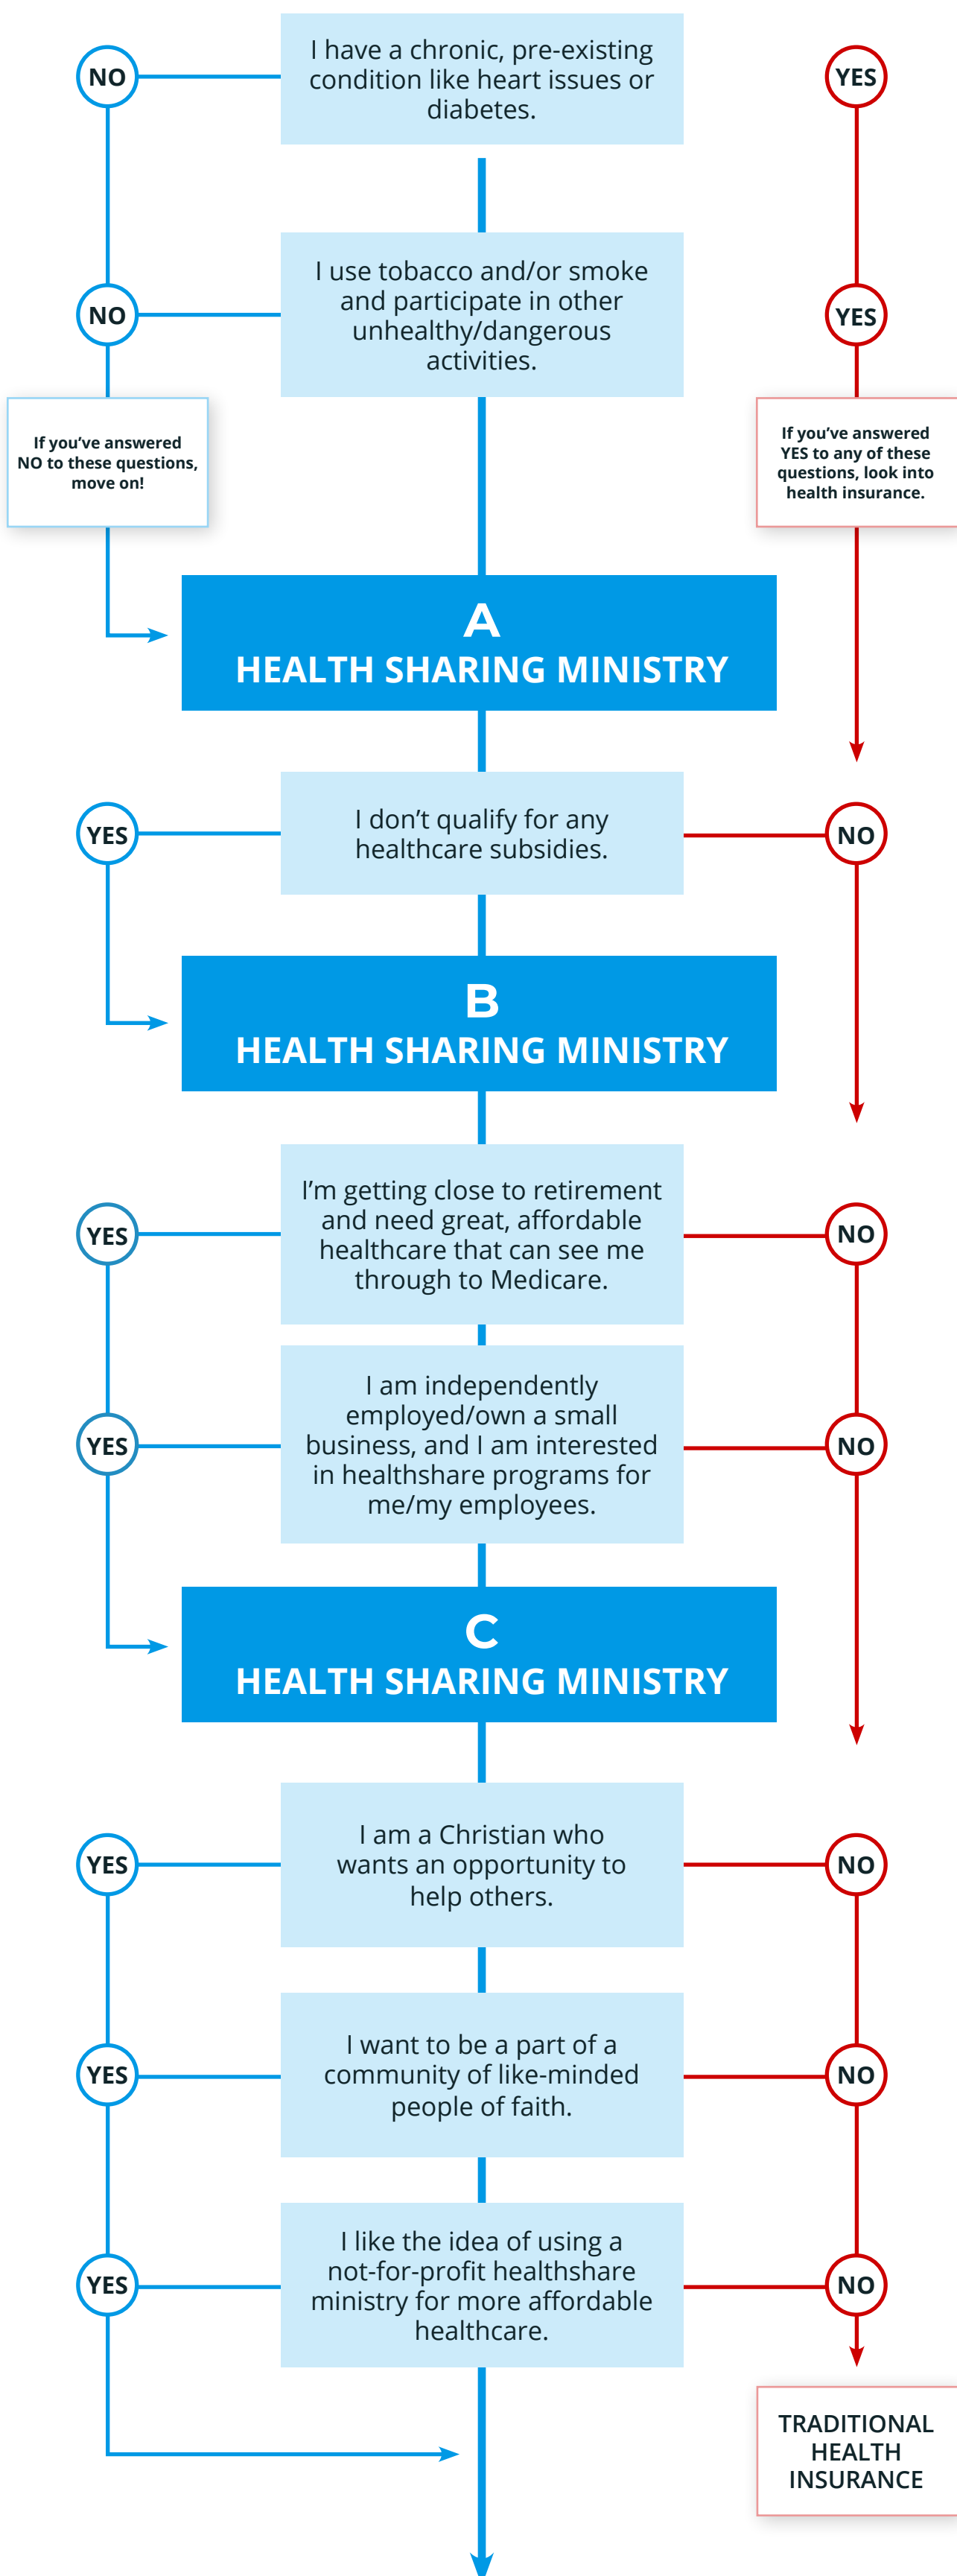 I have a chronic, pre-existing
condition like heart issues or
diabetes.
NO
YES
I use tobacco and/or smoke
and participate in other
unhealthy/dangerous
activities.
NO
YES
If you’ve answered
NO to these questions,
move on!
If you’ve answered
YES to any of these
questions, look into
health insurance.
A
HEALTH SHARING MINISTRY
YES
I don’t qualify for any
healthcare subsidies.
NO
B
HEALTH SHARING MINISTRY
YES
I’m getting close to retirement
and need great, affordable
healthcare that can see me
through to Medicare.
NO
YES
I am independently
employed/own a small
business, and I am interested
in healthshare programs for
me/my employees.
NO
C
HEALTH SHARING MINISTRY
YES
I am a Christian who
wants an opportunity to
help others.
NO
YES
I want to be a part of a
community of like-minded
people of faith.
NO
YES
I like the idea of using a
not-for-profit healthshare
ministry for more affordable
healthcare.
NO
TRADITIONAL
HEALTH
INSURANCE